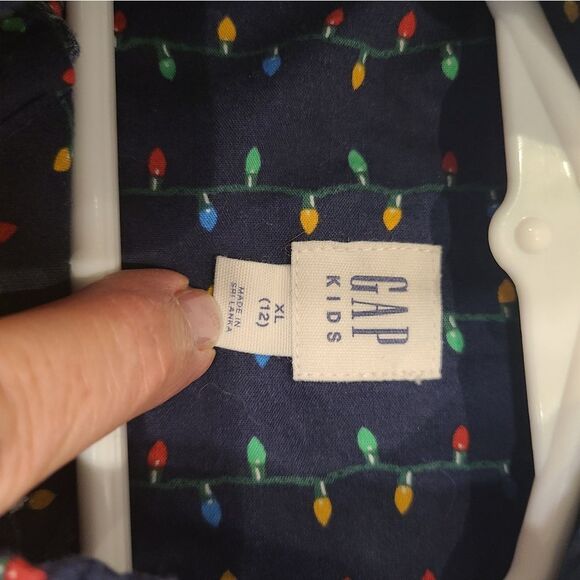 GAP
KIDS
XL
(12)
MADE IN
SRI LANKA